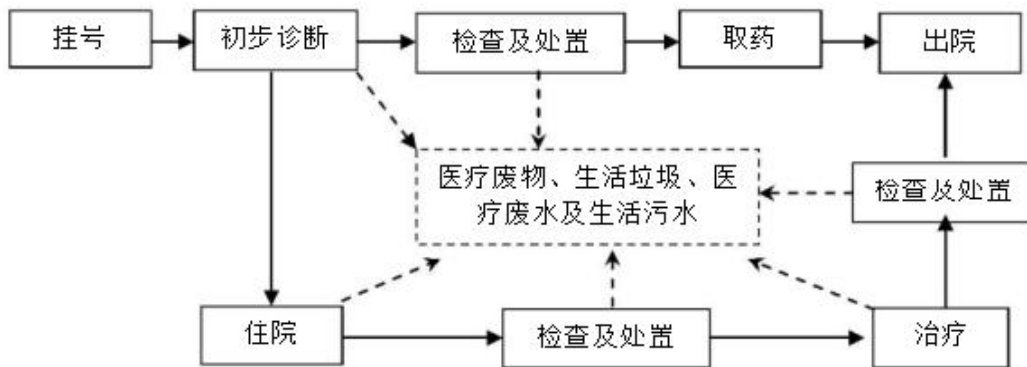 挂号
初步诊断
检查及处置
取药
出院
医疗废物、生活垃圾、医
疗废水及生活污水
检查及处置
住院
检查及处置
治疗